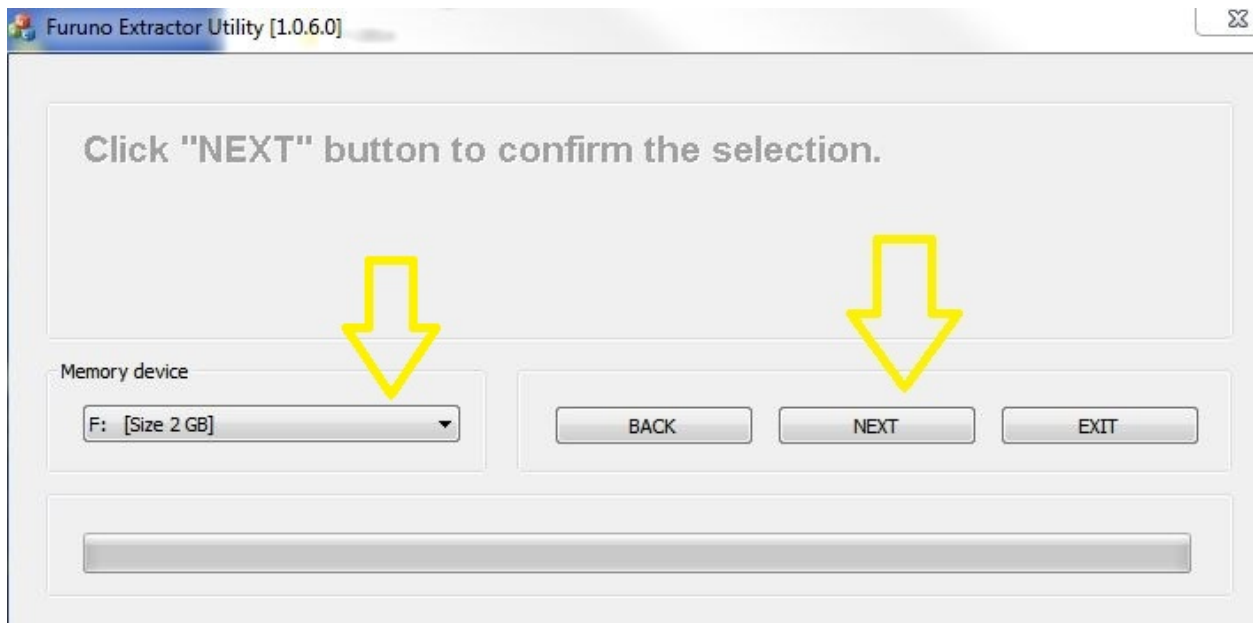 Furuno Extractor Utility [1.0.6.0]
Click "NEXT" button to confirm the selection.
Memory device
F: [Size 2 GB]
BACK
NEXT
EXIT